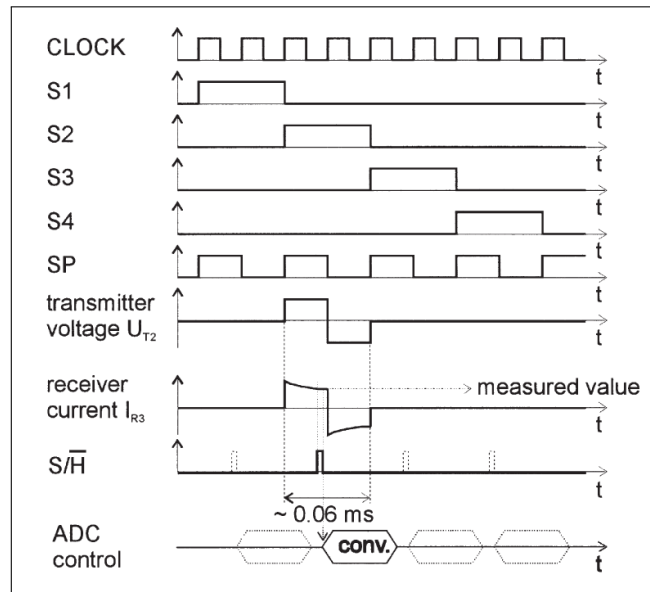 CLOCK
t
S1
t
S2
t
S3
t
S4
t
SP
t
transmitter
voltage U_T2
t
receiver
current I_R3
measured value
t
S/H̅
t
~ 0.06 ms
ADC
control
conv.
t